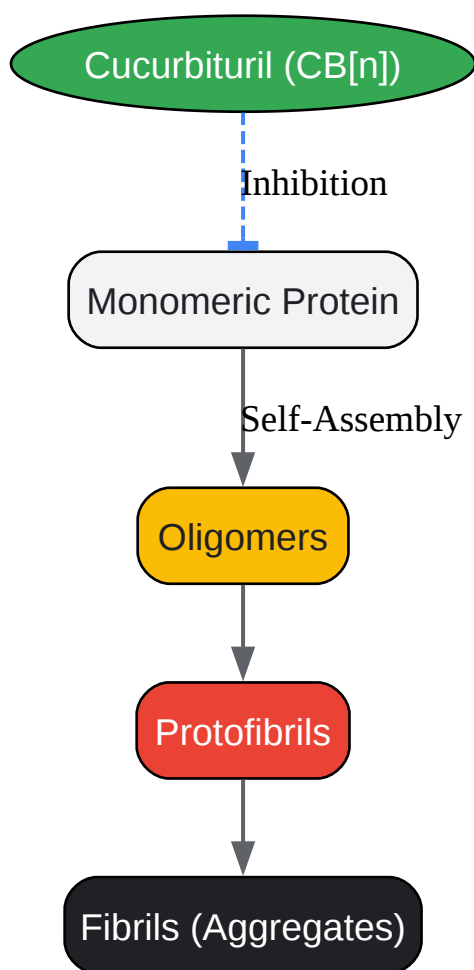 Cucurbituril (CB[n])
Inhibition
Monomeric Protein
Self-Assembly
Oligomers
Protofibrils
Fibrils (Aggregates)